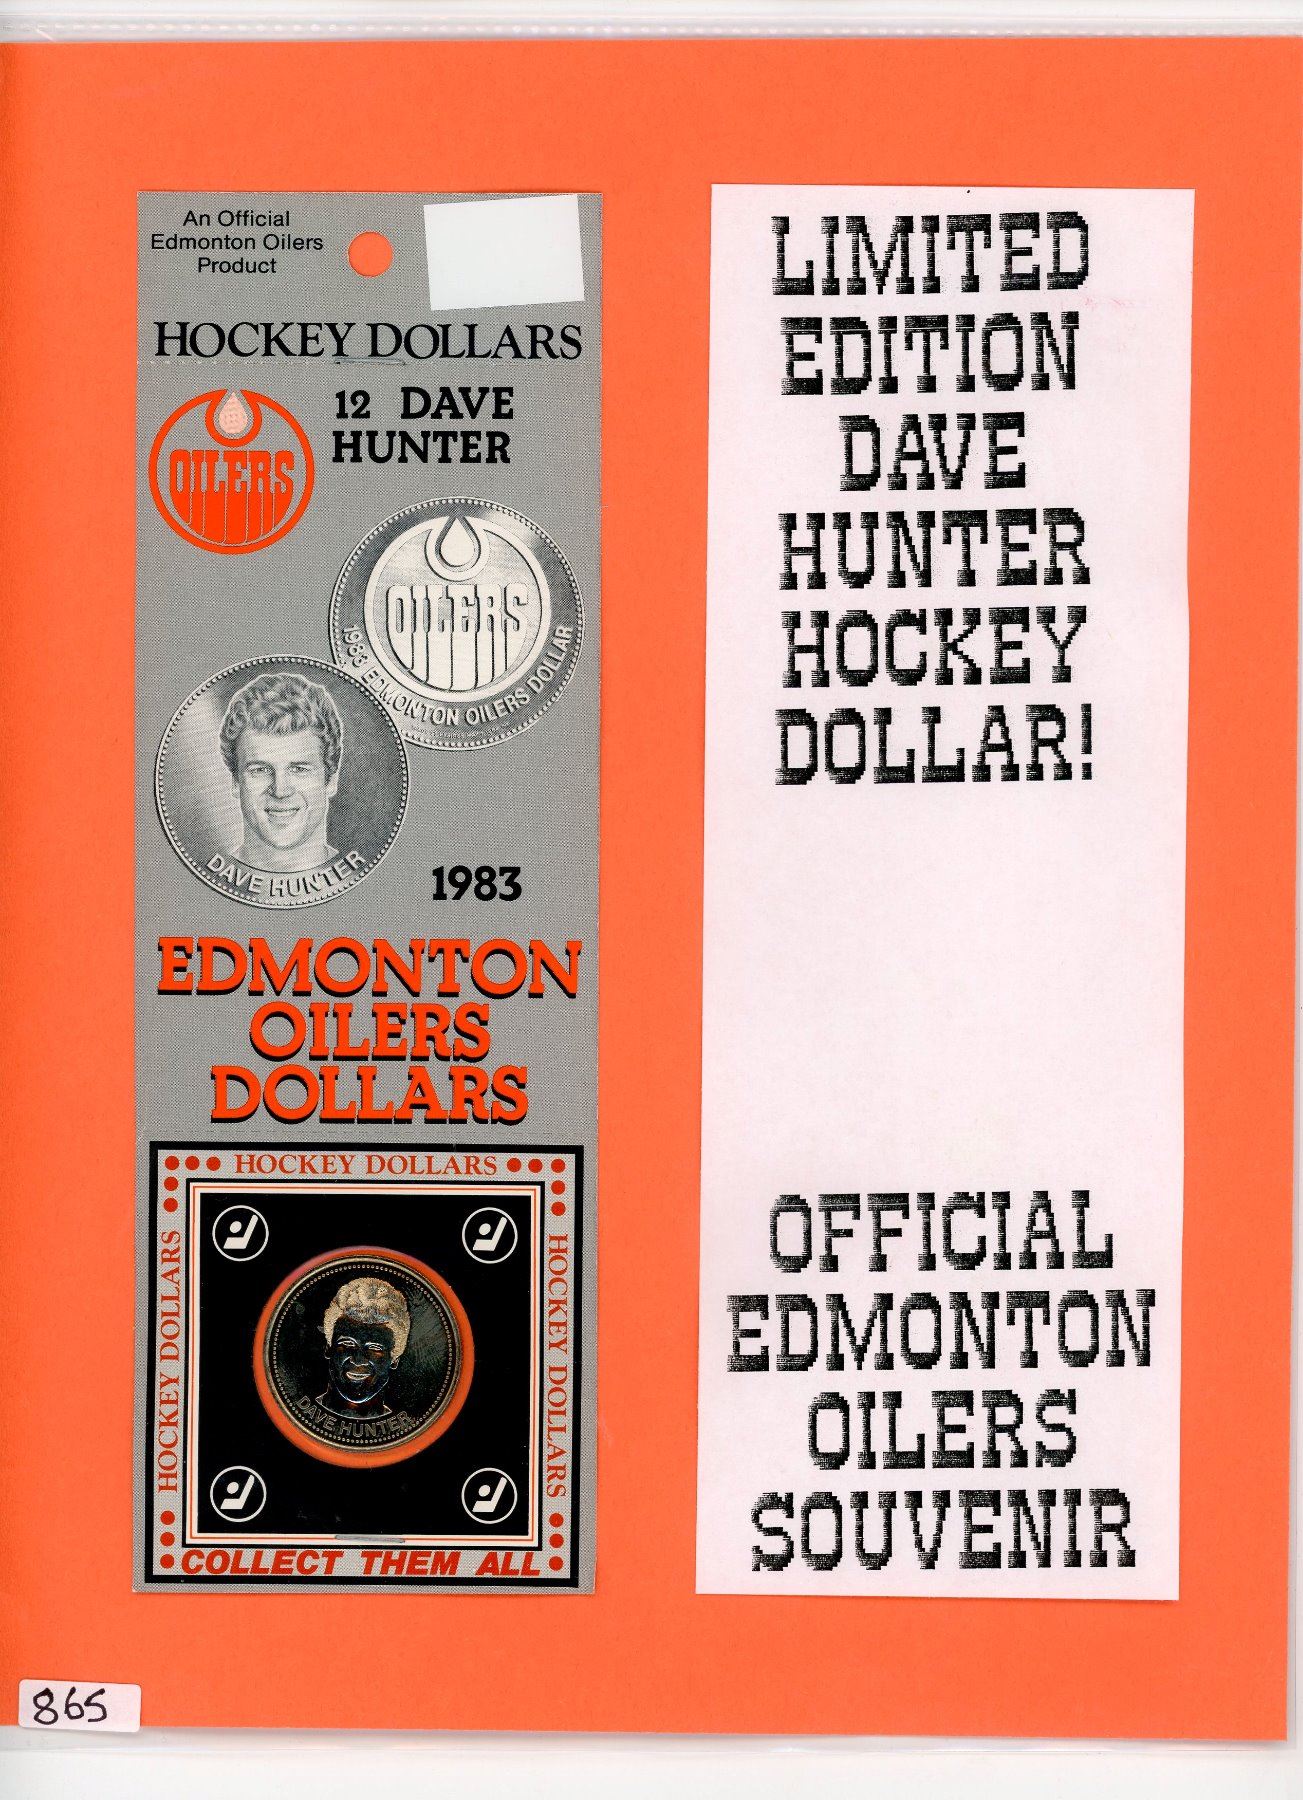 An Official
Edmonton Oilers
Product
HOCKEY DOLLARS
12 DAVE
HUNTER
OILERS
OILERS
1983 EDMONTON OILERS DOLLAR
DAVE HUNTER
1983
EDMONTON
OILERS
DOLLARS
HOCKEY DOLLARS
HOCKEY DOLLARS
HOCKEY DOLLARS
DAVE HUNTER
COLLECT THEM ALL
LIMITED
EDITION
DAVE
HUNTER
HOCKEY
DOLLAR!
OFFICIAL
EDMONTON
OILERS
SOUVENIR
865